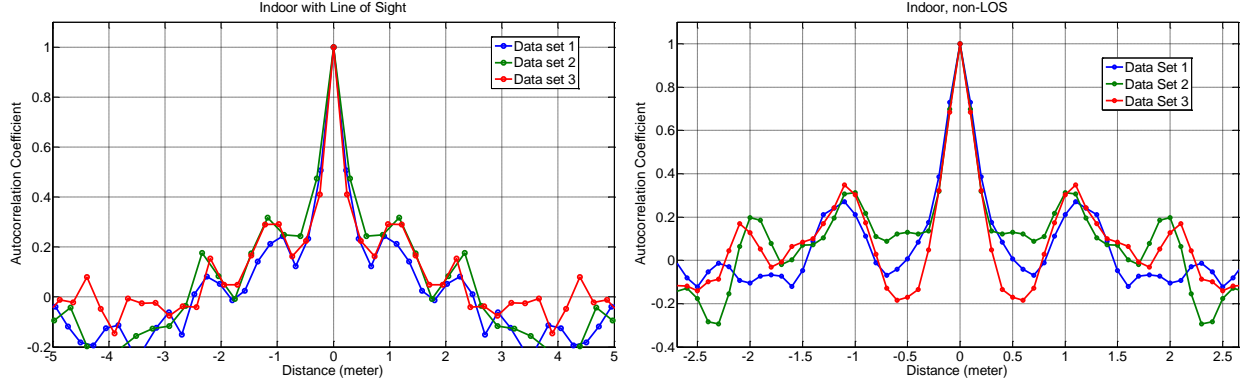 Indoor with Line of Sight
Autocorrelation Coefficient
1
0.8
0.6
0.4
0.2
0
-0.2
Data set 1
Data set 2
Data set 3
-5 -4 -3 -2 -1 0 1 2 3 4 5
Distance (meter)
Indoor, non-LOS
Autocorrelation Coefficient
1
0.8
0.6
0.4
0.2
0
-0.2
-0.4
Data Set 1
Data Set 2
Data Set 3
-2.5 -2 -1.5 -1 -0.5 0 0.5 1 1.5 2 2.5
Distance (meter)